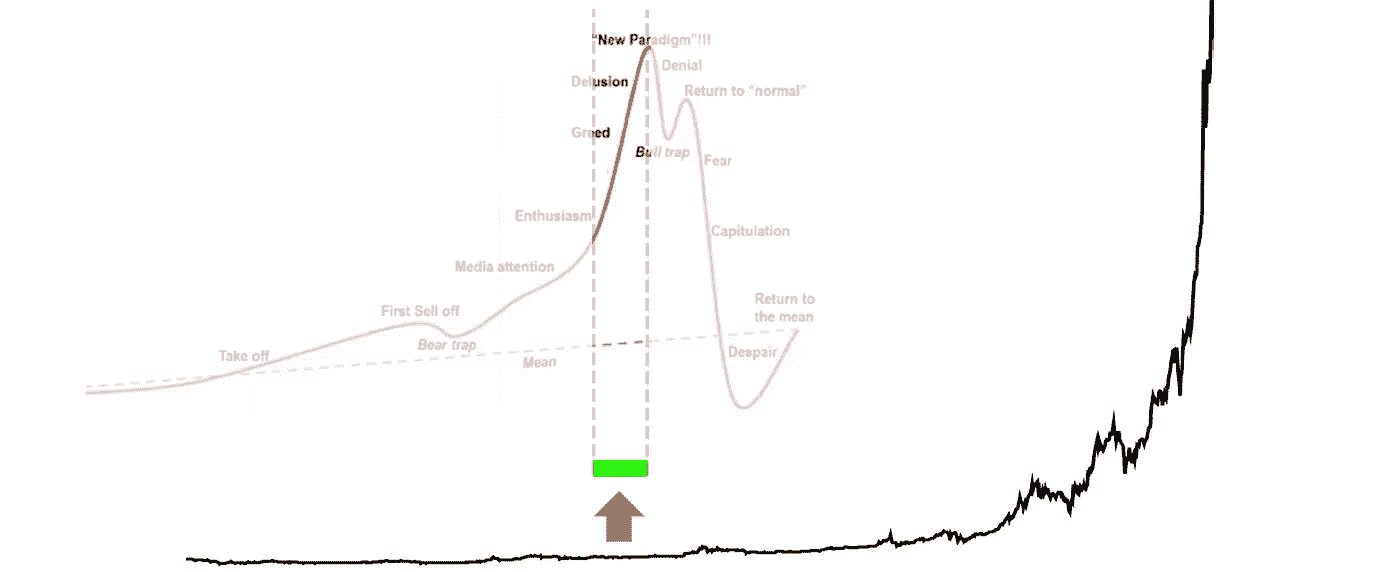 “New Paradigm”!!!
Denial
Delusion
Return to “normal”
Greed
Bull trap
Fear
Enthusiasm
Capitulation
Media attention
Return to
the mean
First Sell off
Bear trap
Take off
Mean
Despair